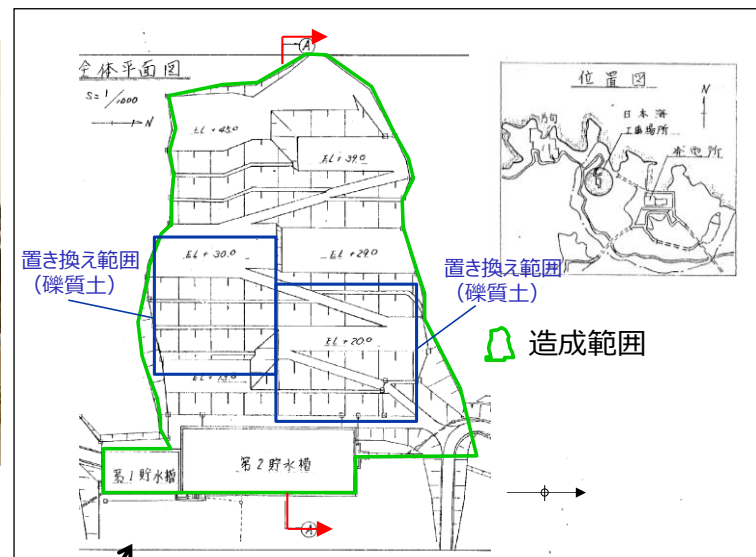 全体平面図
S=1/1000
N
A
EL+45.0
EL+39.0
EL+30.0
EL+29.0
EL+20.0
置き換え範囲
（礫質土）
置き換え範囲
（礫質土）
造成範囲
第1貯水槽
第2貯水槽
A
位置図
N
日本海
工事場所
発電所